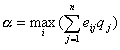 α = max_i (∑_{j=1}^{n} e_{ij} q_j)